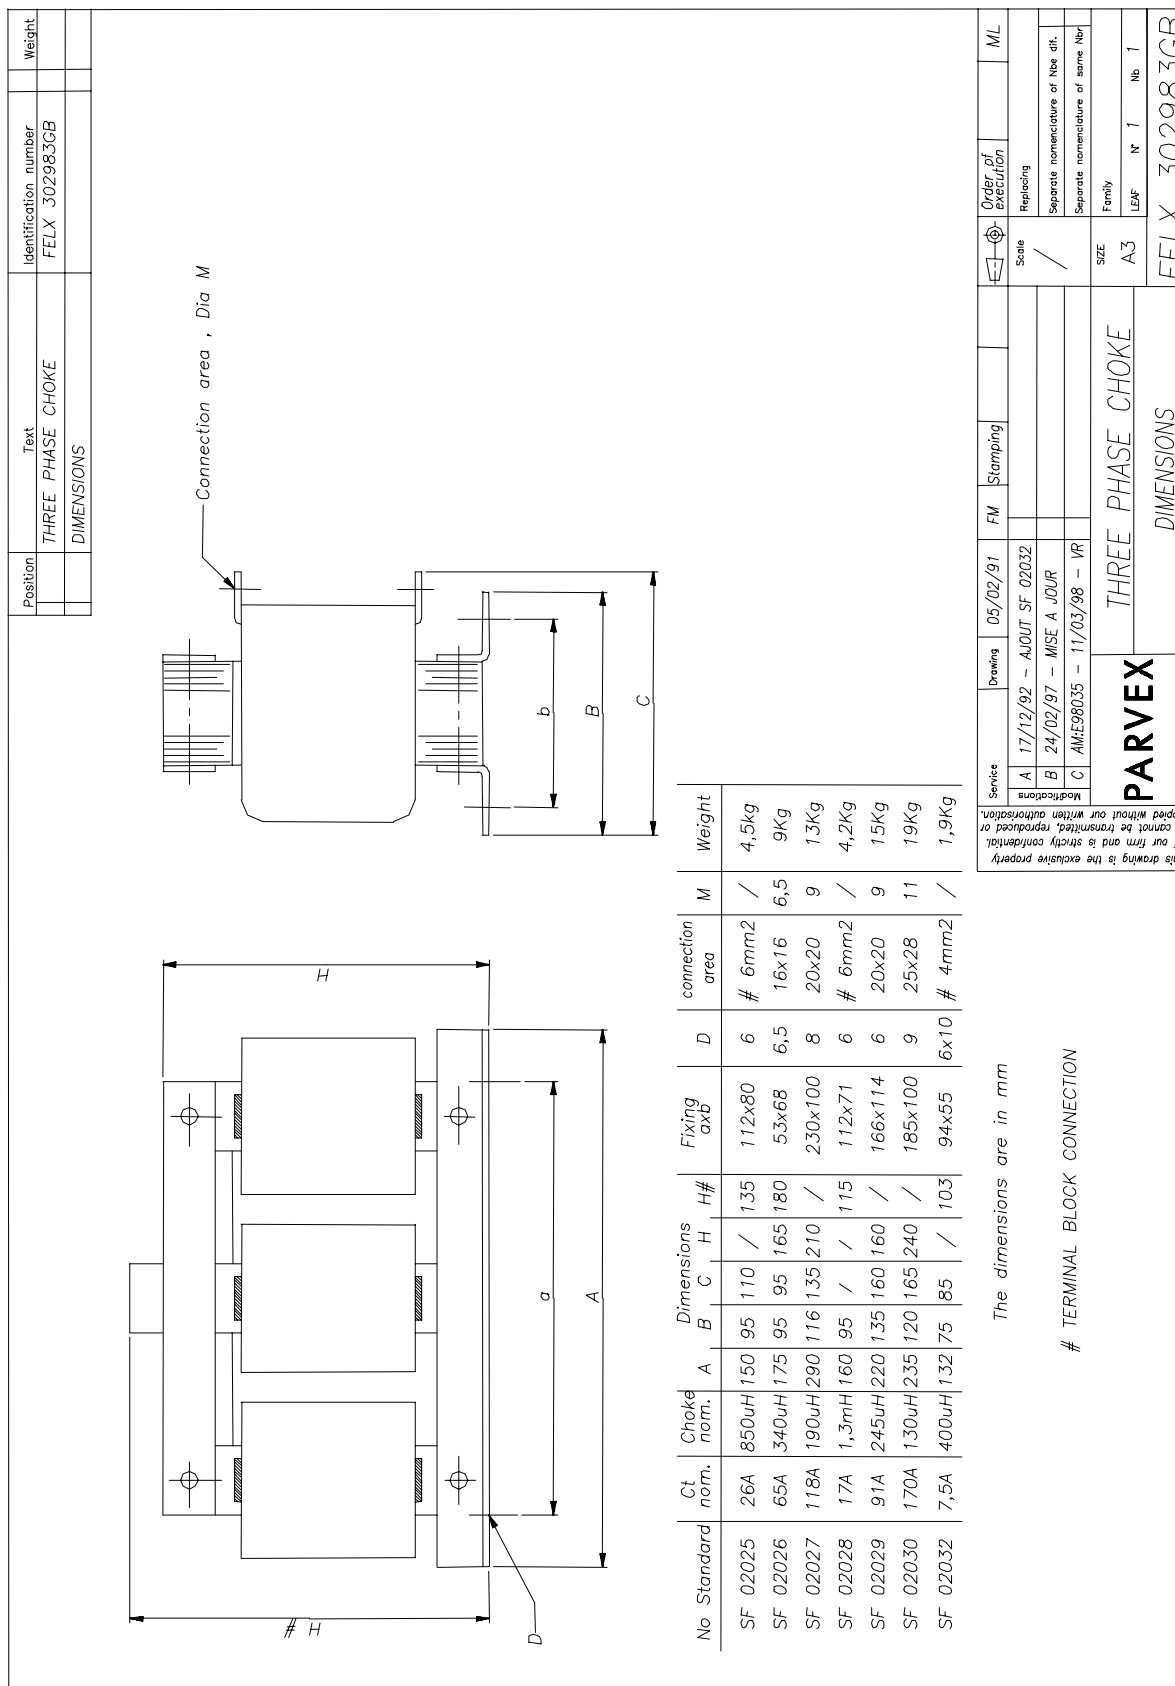 Position Text Identification number Weight
THREE PHASE CHOKE FELX 302983GB
DIMENSIONS
Connection area , Dia M
H
# H
a
A
D
b
B
C
No Standard Ct nom. Choke nom. Dimensions A B C H H# Fixing axb D connection area M Weight
SF 02025 26A 850uH 150 95 110 / 135 112x80 6 # 6mm2 / 4,5Kg
SF 02026 65A 340uH 175 95 95 165 180 53x68 6,5 16x16 6,5 9Kg
SF 02027 118A 190uH 290 116 135 210 / 230x100 8 20x20 9 13Kg
SF 02028 17A 1,3mH 160 95 / / 115 112x71 6 # 6mm2 / 4,2Kg
SF 02029 91A 245uH 220 135 160 160 / 166x114 6 20x20 9 15Kg
SF 02030 170A 130uH 235 120 165 240 / 185x100 9 25x28 11 19Kg
SF 02032 7,5A 400uH 132 75 85 / 103 94x55 6x10 # 4mm2 / 1,9Kg
The dimensions are in mm
# TERMINAL BLOCK CONNECTION
is drawing is the exclusive property
our firm and is strictly confidential.
cannot be transmitted, reproduced or
opied without our written authorisation.
Service Drawing 05/02/91 FM Stamping Order of execution ML
Modifications
A 17/12/92 - AJOUT SF 02032
B 24/02/97 - MISE A JOUR
C AM:E98035 - 11/03/98 - VR
Scale /
Replacing
Separate nomenclature of Nbe dif.
Separate nomenclature of same Nbr
PARVEX
THREE PHASE CHOKE
DIMENSIONS
SIZE A3
Family
LEAF N° 1 Nb 1
FELX 302983GB